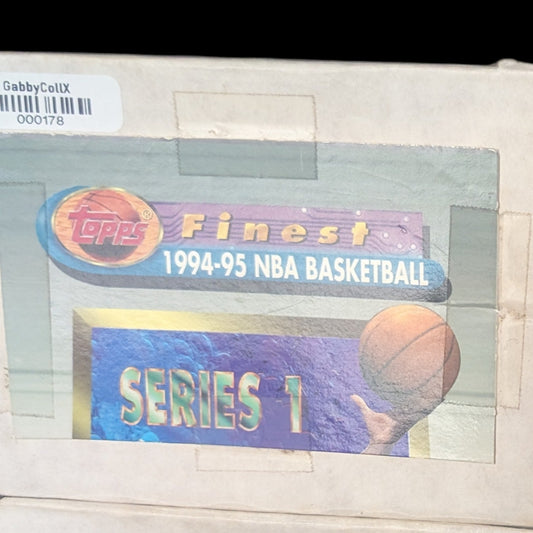 GabbyCollX
000178
topps®
Finest
1994-95 NBA BASKETBALL
SERIES 1